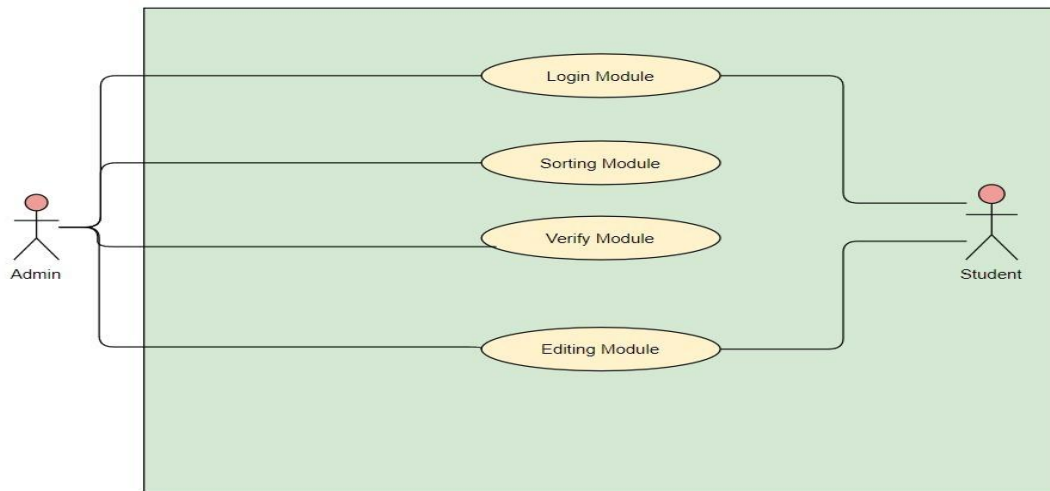 Login Module
Sorting Module
Verify Module
Admin
Student
Editing Module